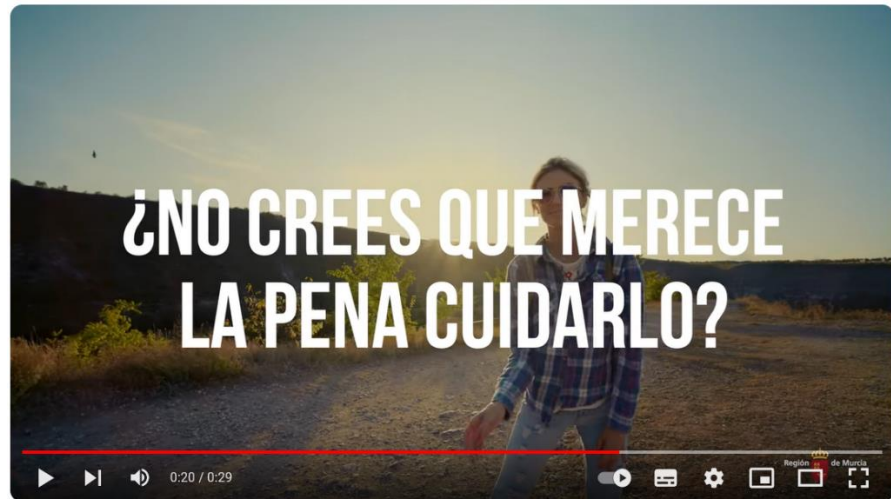 ¿NO CREES QUE MERECE
LA PENA CUIDARLO?
Región de Murcia
0:20 / 0:29